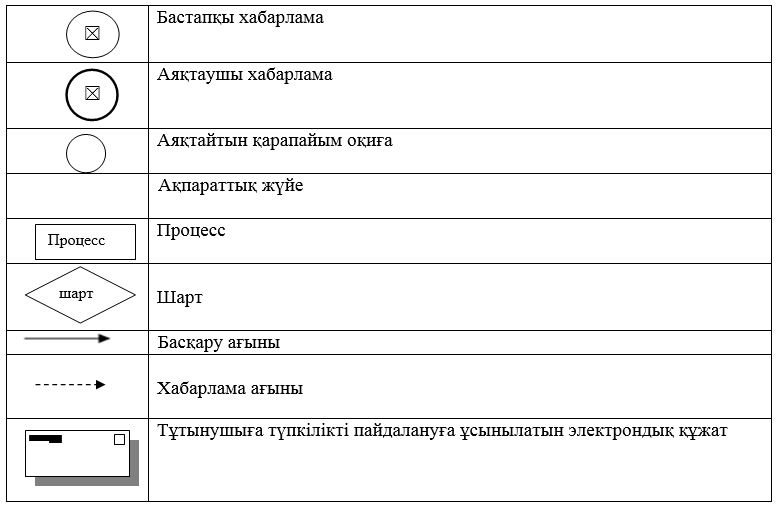 Бастапқы хабарлама
Аяқтаушы хабарлама
Аяқтайтын қарапайым оқиға
Ақпараттық жүйе
Процесс
Процесс
шарт
Шарт
Басқару ағыны
Хабарлама ағыны
Тұтынушыға түпкілікті пайдалануға ұсынылатын электрондық құжат